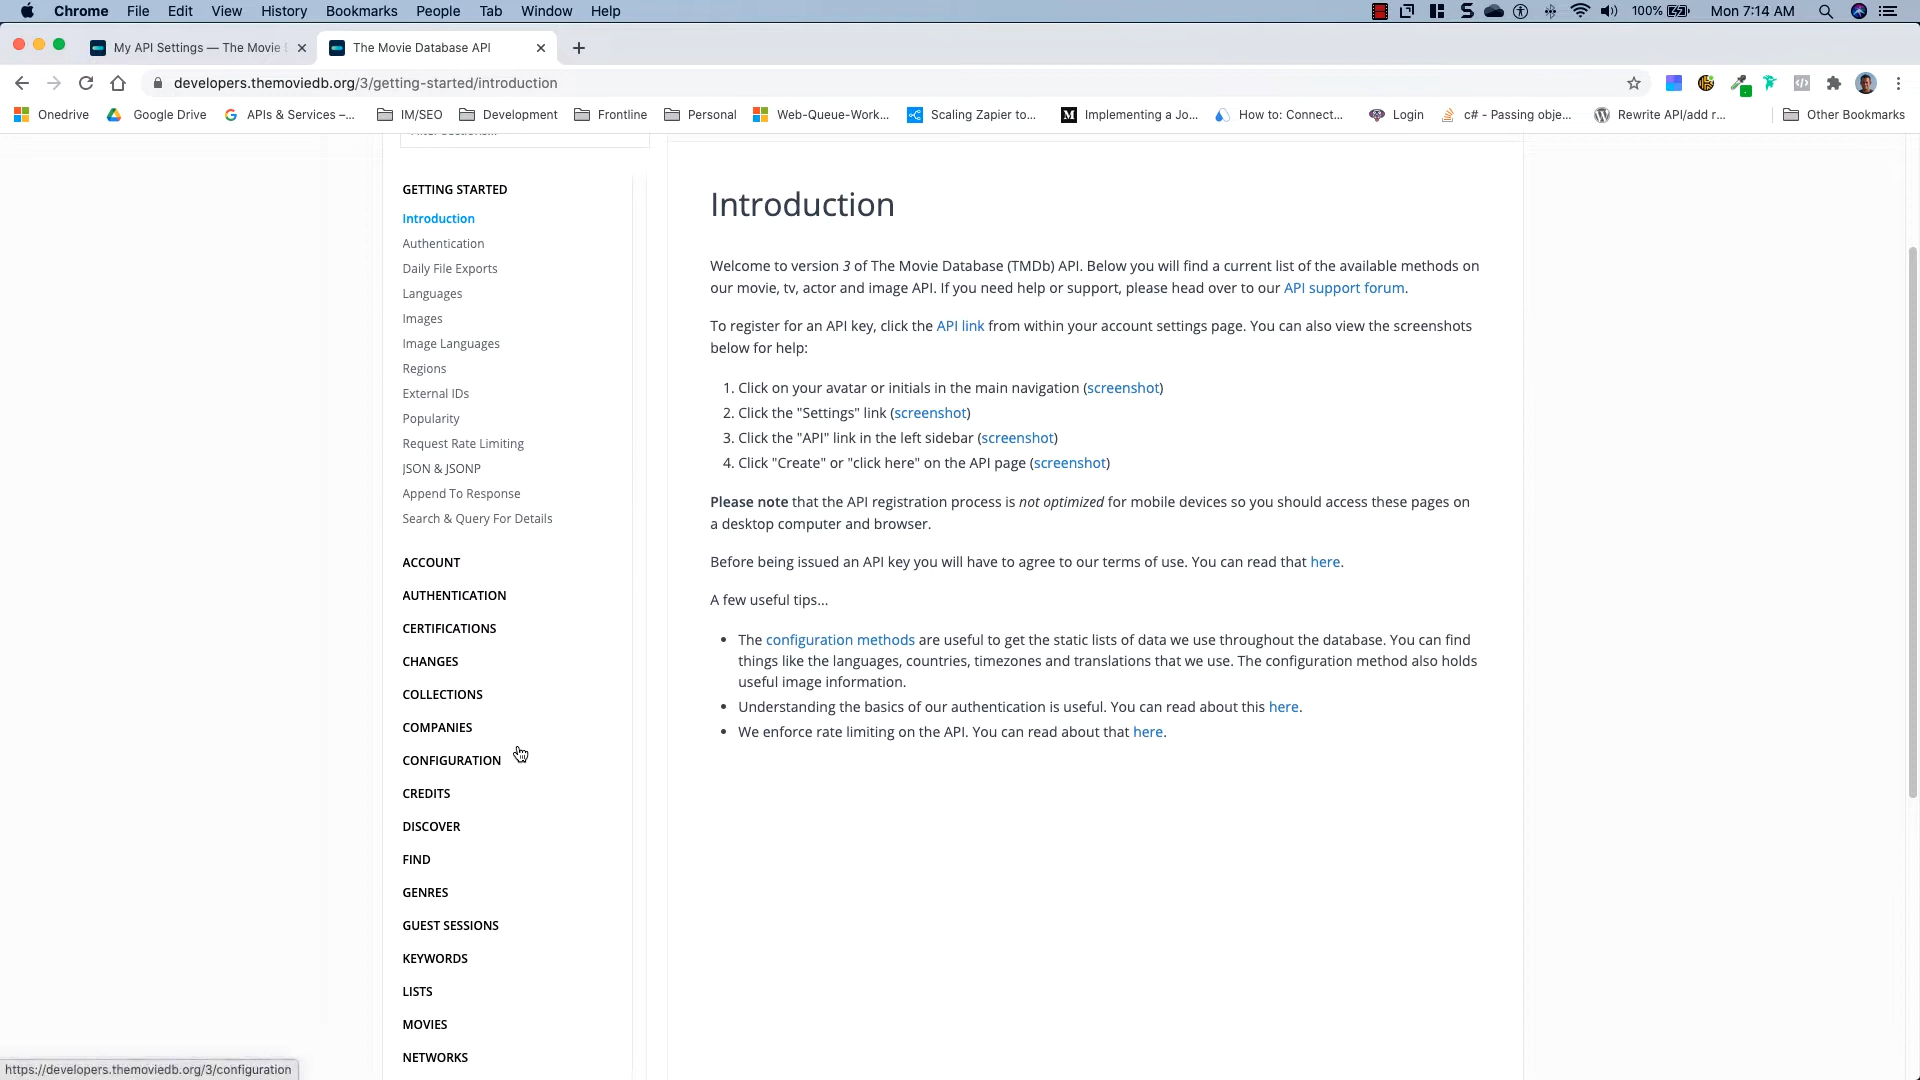 Chrome File Edit View History Bookmarks People Tab Window Help 100% Mon 7:14 AM
My API Settings — The Movie The Movie Database API
developers.themoviedb.org/3/getting-started/introduction
Onedrive Google Drive APIs & Services –... IM/SEO Development Frontline Personal Web-Queue-Work... Scaling Zapier to... Implementing a Jo... How to: Connect... Login c# - Passing obje... Rewrite API/add r... Other Bookmarks
GETTING STARTED
Introduction
Authentication
Daily File Exports
Languages
Images
Image Languages
Regions
External IDs
Popularity
Request Rate Limiting
JSON & JSONP
Append To Response
Search & Query For Details
ACCOUNT
AUTHENTICATION
CERTIFICATIONS
CHANGES
COLLECTIONS
COMPANIES
CONFIGURATION
CREDITS
DISCOVER
FIND
GENRES
GUEST SESSIONS
KEYWORDS
LISTS
MOVIES
NETWORKS
Introduction
Welcome to version 3 of The Movie Database (TMDb) API. Below you will find a current list of the available methods on
our movie, tv, actor and image API. If you need help or support, please head over to our API support forum.
To register for an API key, click the API link from within your account settings page. You can also view the screenshots
below for help:
1. Click on your avatar or initials in the main navigation (screenshot)
2. Click the "Settings" link (screenshot)
3. Click the "API" link in the left sidebar (screenshot)
4. Click "Create" or "click here" on the API page (screenshot)
Please note that the API registration process is not optimized for mobile devices so you should access these pages on
a desktop computer and browser.
Before being issued an API key you will have to agree to our terms of use. You can read that here.
A few useful tips...
• The configuration methods are useful to get the static lists of data we use throughout the database. You can find
things like the languages, countries, timezones and translations that we use. The configuration method also holds
useful image information.
• Understanding the basics of our authentication is useful. You can read about this here.
• We enforce rate limiting on the API. You can read about that here.
https://developers.themoviedb.org/3/configuration